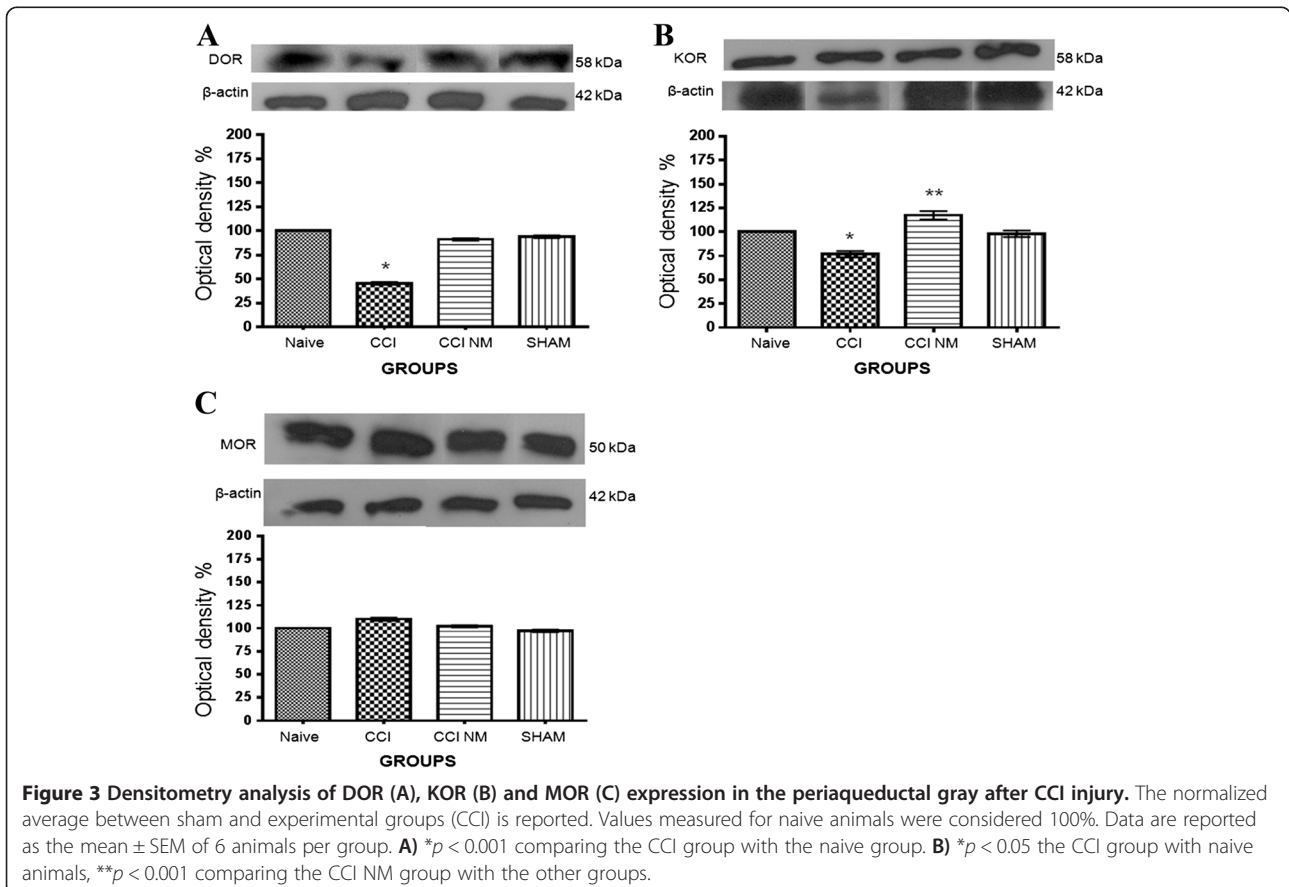 A
DOR
58 kDa
β-actin
42 kDa
200
175
150
125
100
75
50
25
0
Optical density %
*
Naive CCI CCI NM SHAM
GROUPS
B
KOR
58 kDa
β-actin
42 kDa
200
175
150
125
100
75
50
25
0
Optical density %
*
**
Naive CCI CCI NM SHAM
GROUPS
C
MOR
50 kDa
β-actin
42 kDa
200
175
150
125
100
75
50
25
0
Optical density %
Naive CCI CCI NM SHAM
GROUPS
Figure 3 Densitometry analysis of DOR (A), KOR (B) and MOR (C) expression in the periaqueductal gray after CCI injury. The normalized
average between sham and experimental groups (CCI) is reported. Values measured for naive animals were considered 100%. Data are reported
as the mean ± SEM of 6 animals per group. A) *p < 0.001 comparing the CCI group with the naive group. B) *p < 0.05 the CCI group with naive
animals, **p < 0.001 comparing the CCI NM group with the other groups.